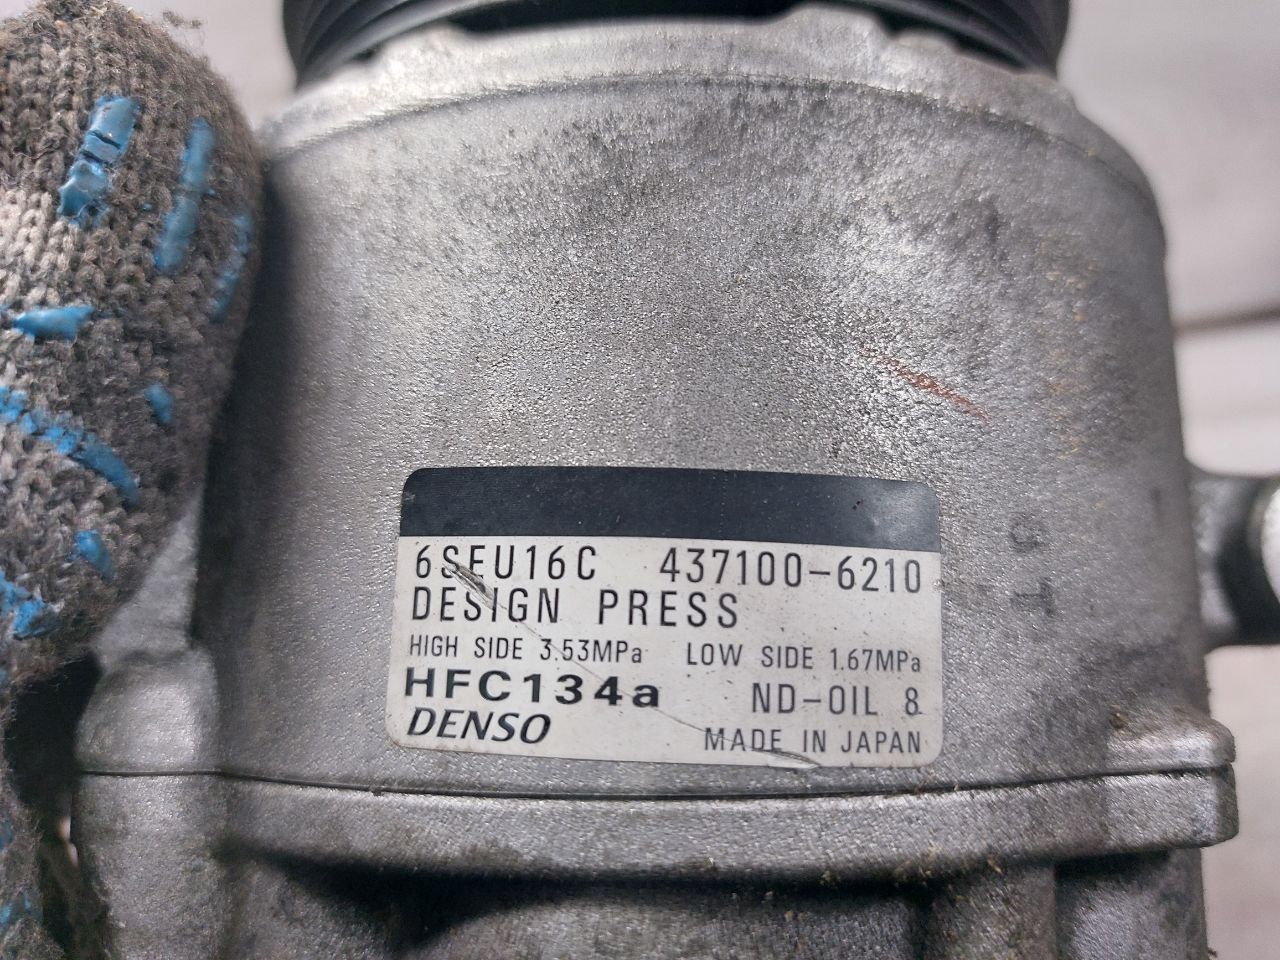 6SEU16C 437100-6210
DESIGN PRESS
HIGH SIDE 3.53MPa LOW SIDE 1.67MPa
HFC134a ND-OIL 8
DENSO MADE IN JAPAN